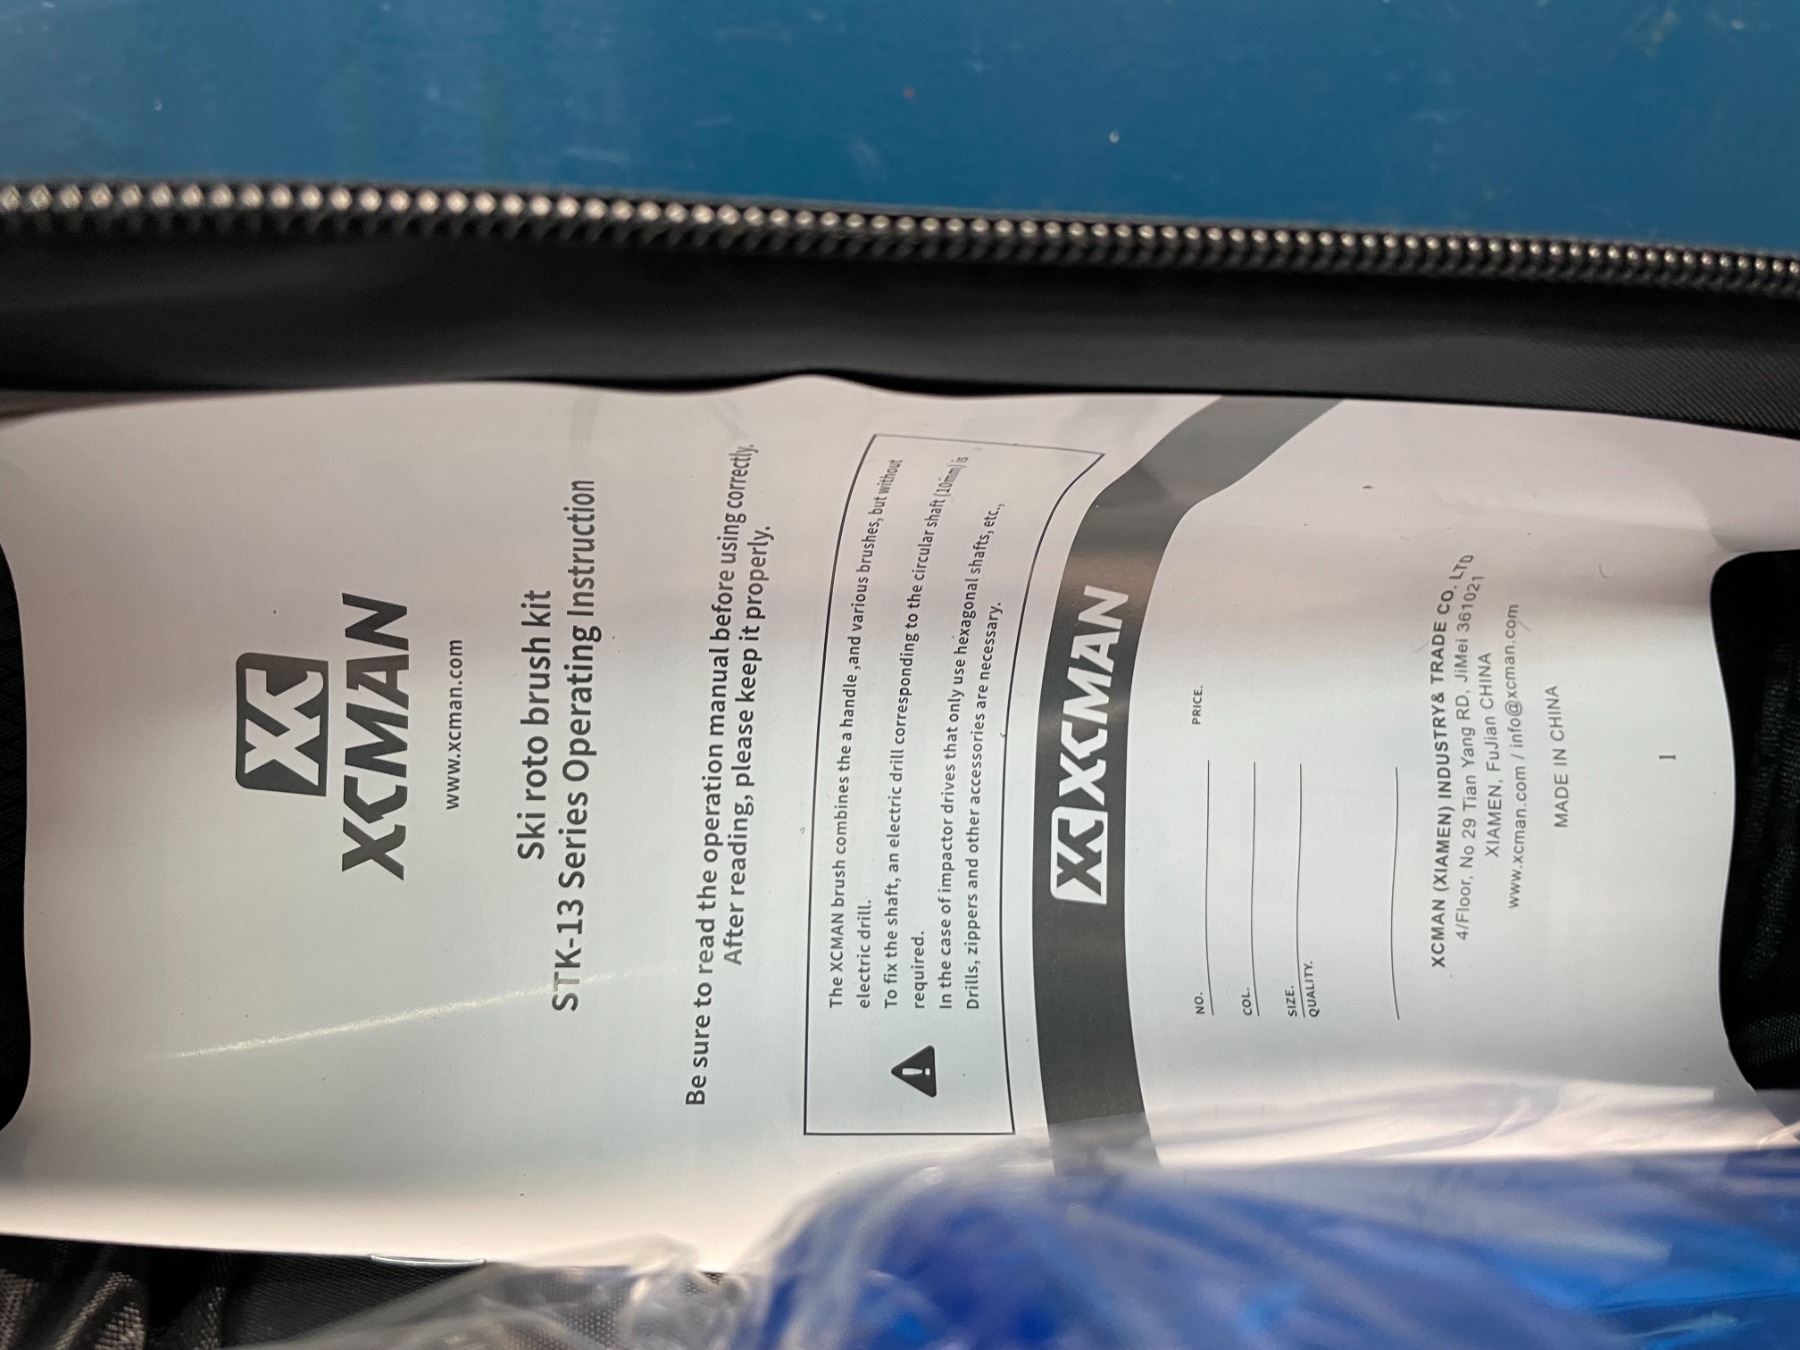 XCMAN
www.xcman.com
Ski roto brush kit
STK-13 Series Operating Instruction
Be sure to read the operation manual before using correctly.
After reading, please keep it properly.
The XCMAN brush combines the a handle ,and various brushes, but without
electric drill.
To fix the shaft, an electric drill corresponding to the circular shaft (10mm) is
required.
In the case of impactor drives that only use hexagonal shafts, etc.,
Drills, zippers and other accessories are necessary.
XCMAN
NO.
PRICE.
COL.
SIZE.
QUALITY.
XCMAN (XIAMEN) INDUSTRY& TRADE CO. LTD
4/Floor, No 29 Tian Yang RD, JiMei 361021
XIAMEN, FuJian CHINA
www.xcman.com / info@xcman.com
MADE IN CHINA
1